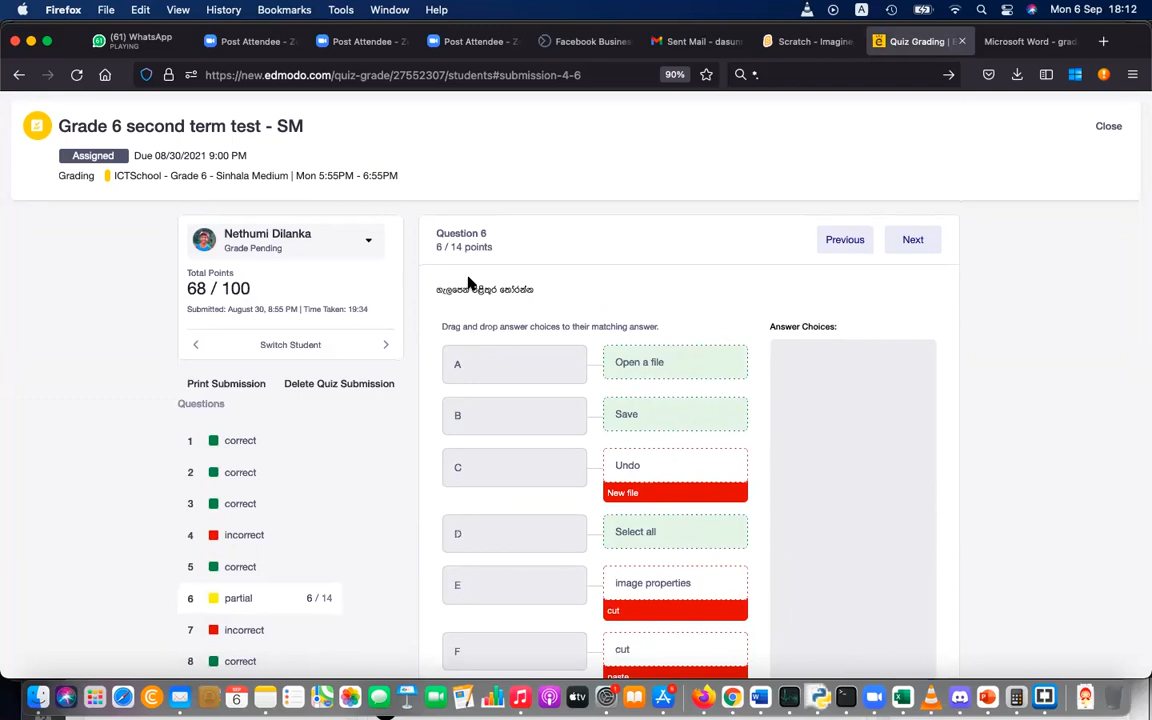 Firefox File Edit View History Bookmarks Tools Window Help A Mon 6 Sep 18:12
(61) WhatsApp
PLAYING
Post Attendee - Z
Post Attendee - Z
Post Attendee - Z
Facebook Busines
Sent Mail - dasun
Scratch - Imagine
Quiz Grading | E
Microsoft Word - grad
https://new.edmodo.com/quiz-grade/27552307/students#submission-4-6 90%
Grade 6 second term test - SM Close
Assigned Due 08/30/2021 9:00 PM
Grading ICTSchool - Grade 6 - Sinhala Medium | Mon 5:55PM - 6:55PM
Nethumi Dilanka
Grade Pending
Total Points
68 / 100
Submitted: August 30, 8:55 PM | Time Taken: 19:34
Switch Student
Print Submission Delete Quiz Submission
Questions
1 correct
2 correct
3 correct
4 incorrect
5 correct
6 partial 6 / 14
7 incorrect
8 correct
Question 6
6 / 14 points
Previous Next
තෝරන්න
Drag and drop answer choices to their matching answer. Answer Choices:
A Open a file
B Save
C Undo
New file
D Select all
E image properties
cut
F cut
paste